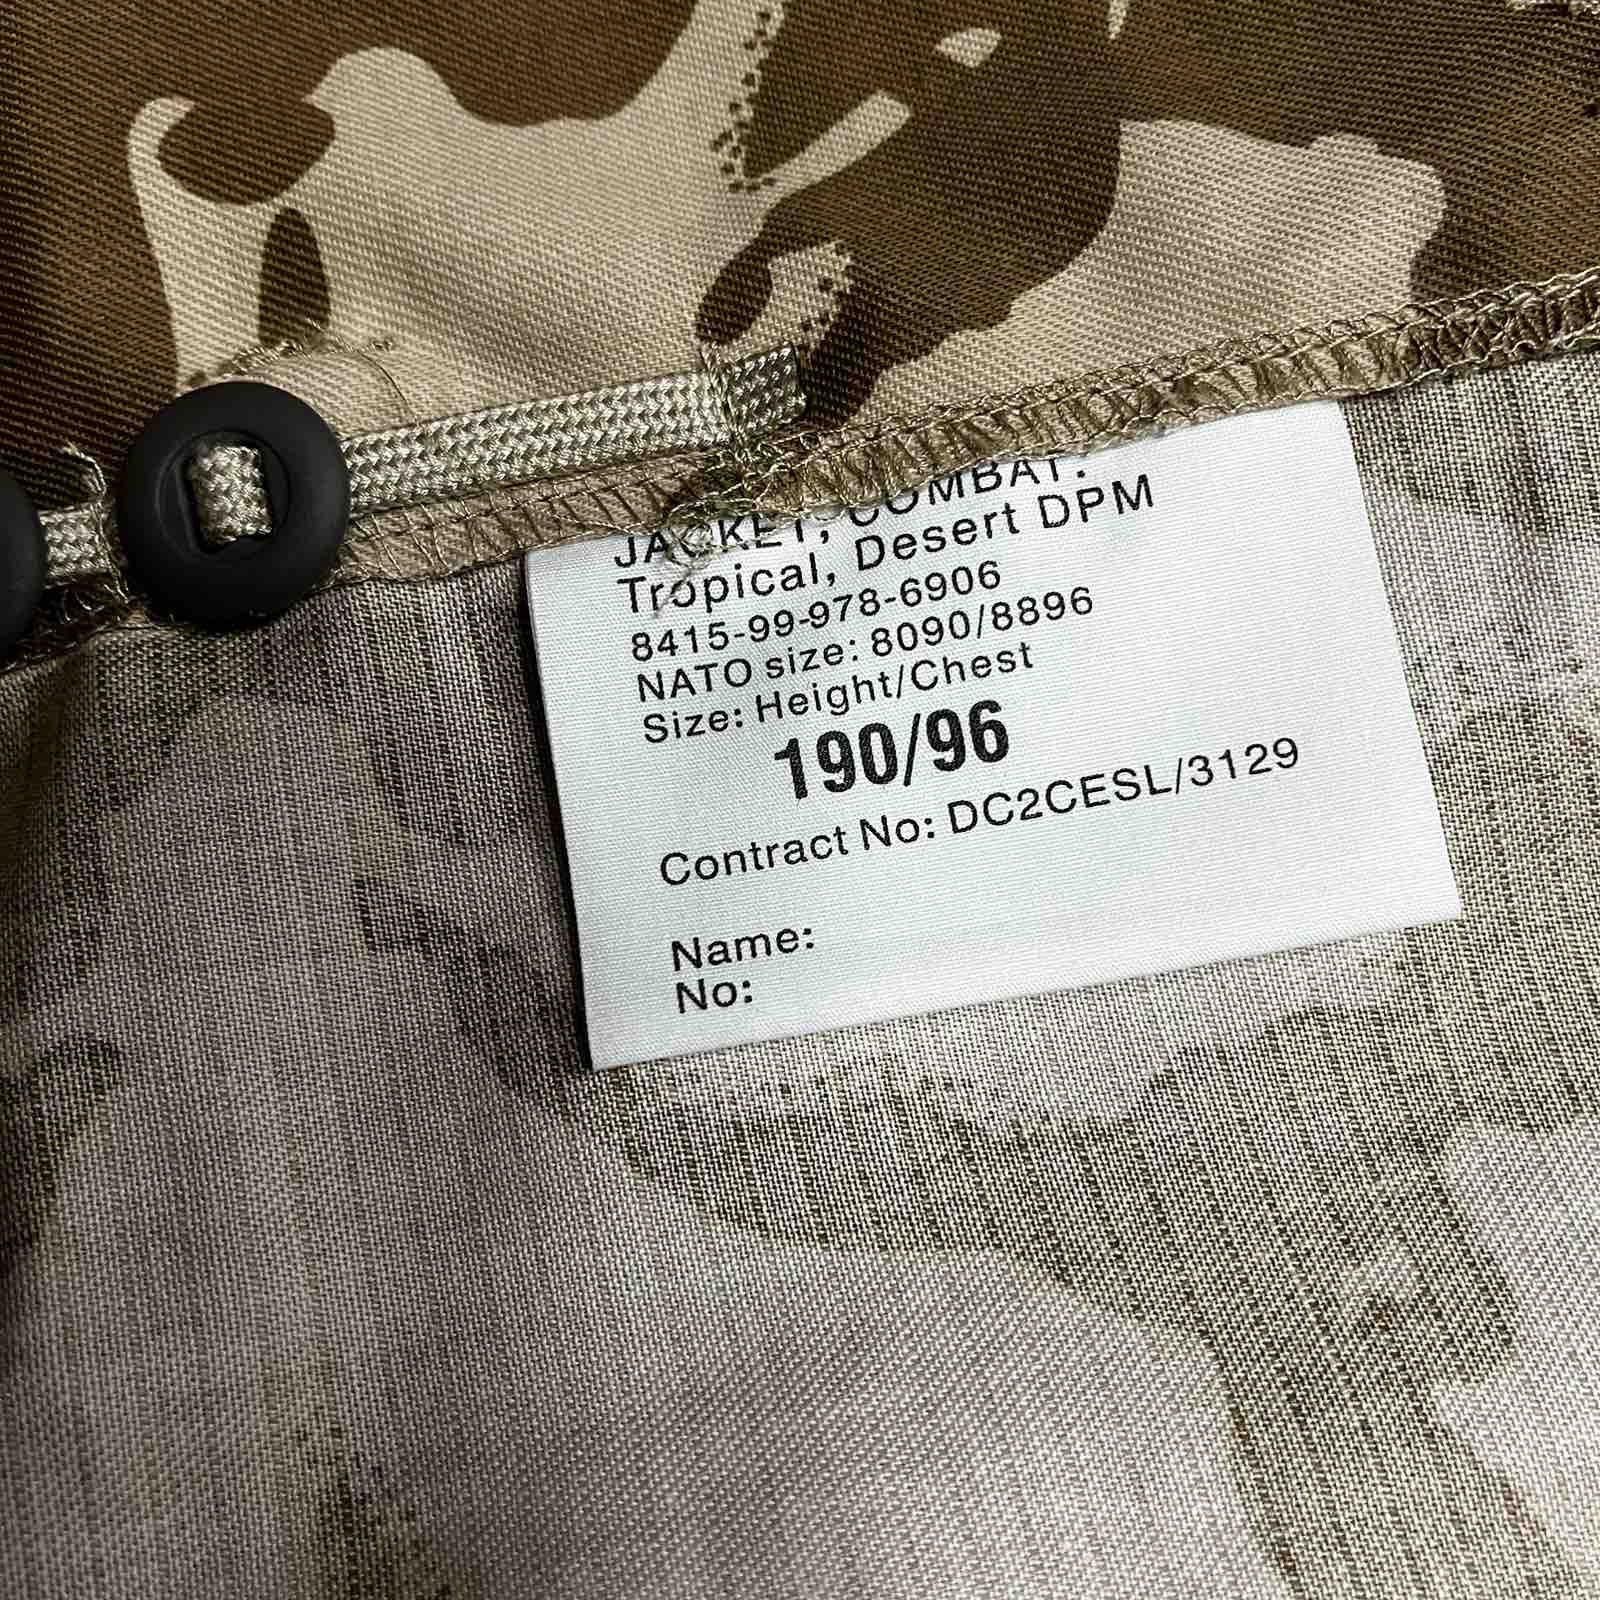 JACKET, COMBAT:
Tropical, Desert DPM
8415-99-978-6906
NATO size: 8090/8896
Size: Height/Chest
190/96
Contract No: DC2CESL/3129
Name:
No: